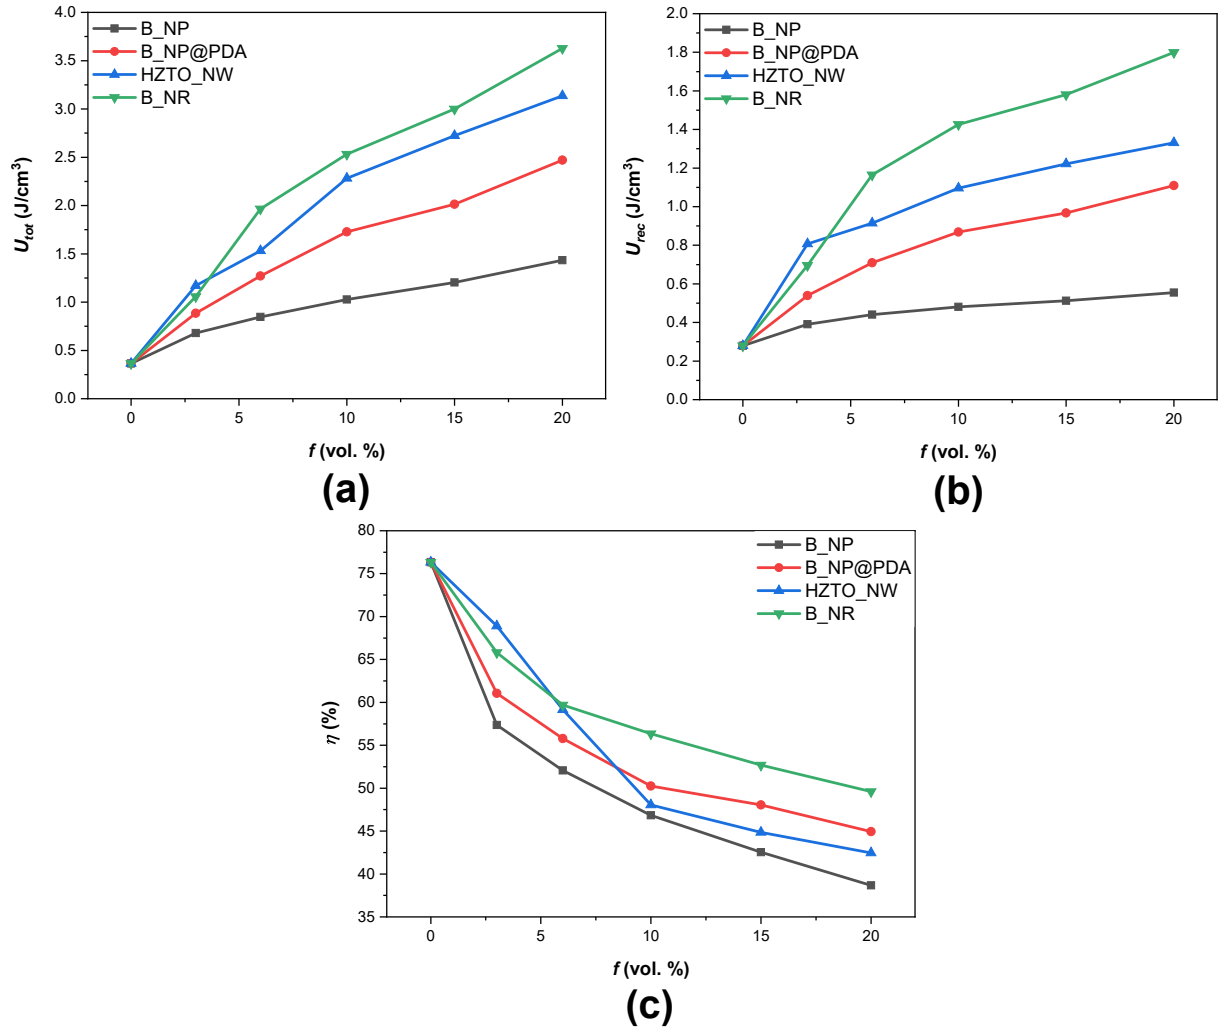 4.0
3.5
3.0
2.5
2.0
1.5
1.0
0.5
0.0
U_tot (J/cm³)
B_NP
B_NP@PDA
HZTO_NW
B_NR
0 5 10 15 20
f (vol. %)
(a)
2.0
1.8
1.6
1.4
1.2
1.0
0.8
0.6
0.4
0.2
0.0
U_rec (J/cm³)
B_NP
B_NP@PDA
HZTO_NW
B_NR
0 5 10 15 20
f (vol. %)
(b)
80
75
70
65
60
55
50
45
40
35
η (%)
B_NP
B_NP@PDA
HZTO_NW
B_NR
0 5 10 15 20
f (vol. %)
(c)